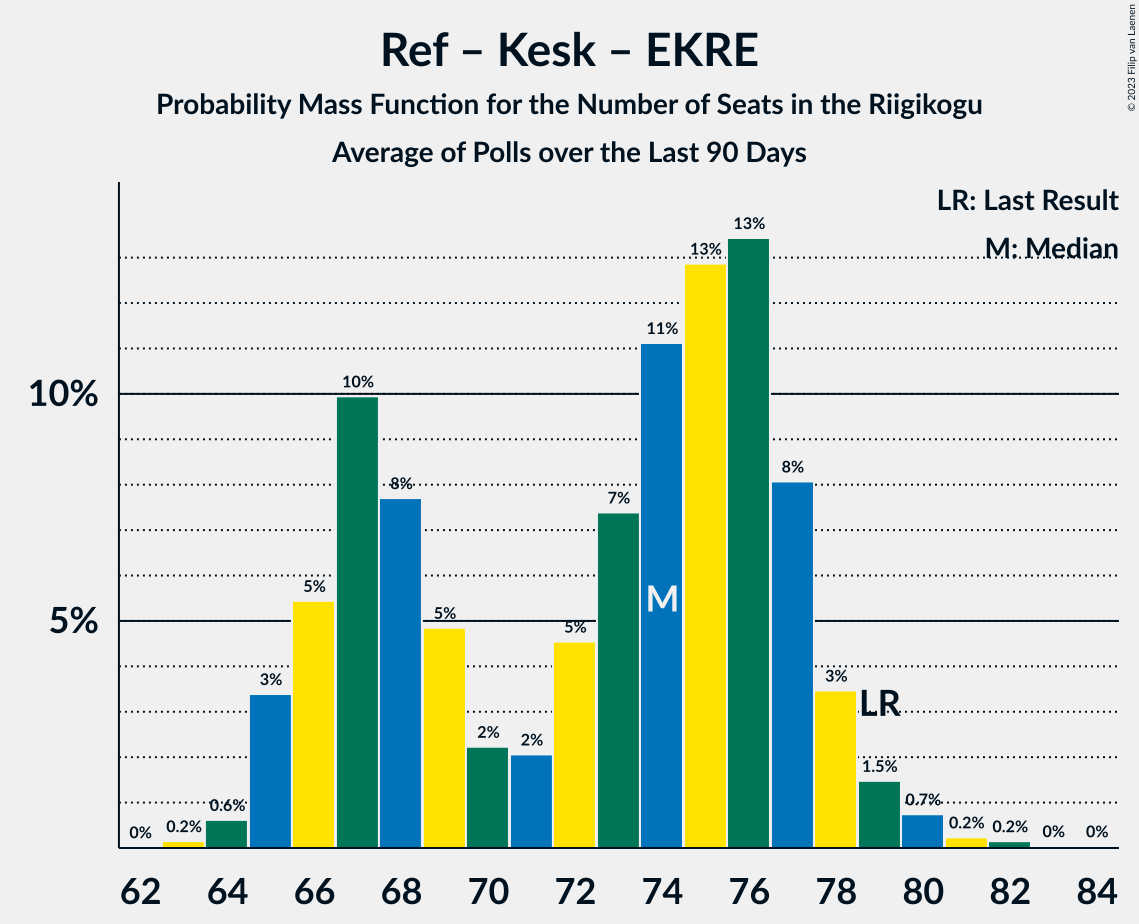 Ref – Kesk – EKRE
Probability Mass Function for the Number of Seats in the Riigikogu
Average of Polls over the Last 90 Days
© 2023 Filip van Laenen
LR: Last Result
M: Median
10%
5%
0%
0.2%
0.6%
3%
5%
10%
8%
5%
2%
2%
5%
7%
11%
13%
13%
8%
3%
1.5%
0.7%
0.2%
0.2%
0%
0%
M
LR
62 64 66 68 70 72 74 76 78 80 82 84